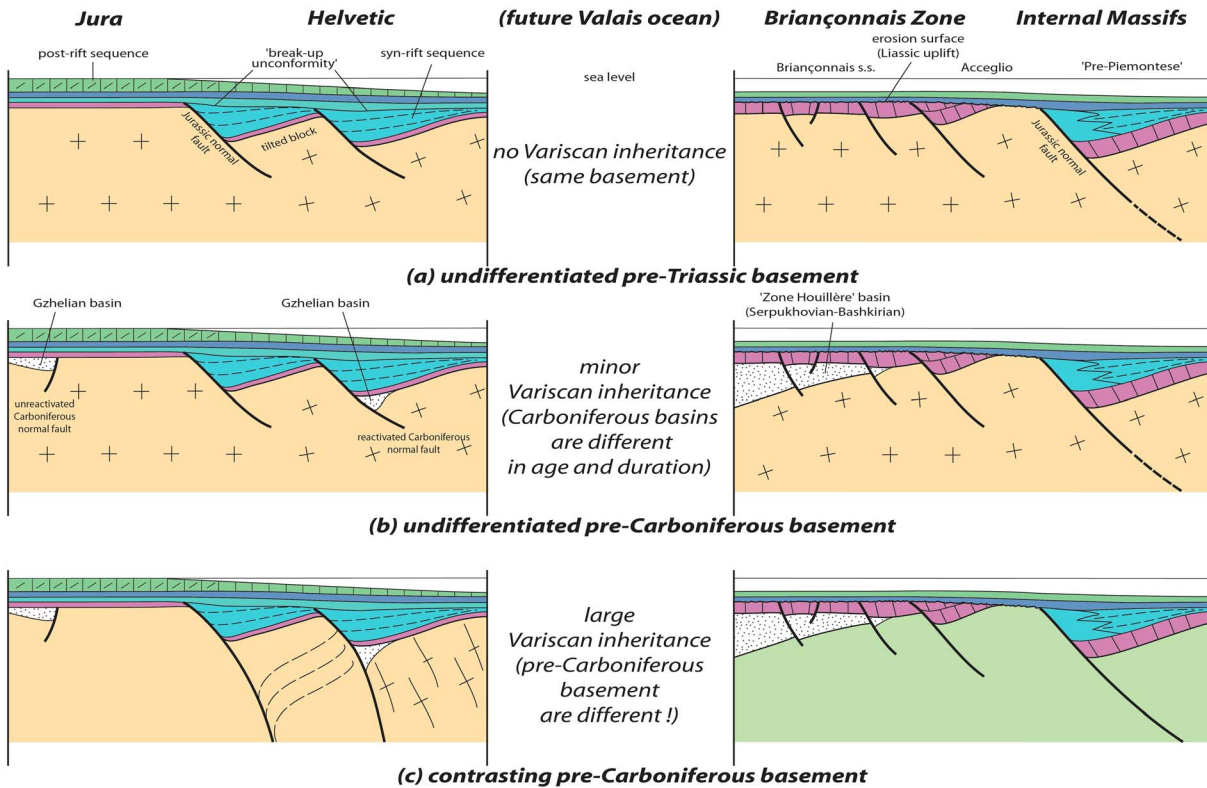 Jura
Helvetic
(future Valais ocean)
Briançonnais Zone
Internal Massifs
post-rift sequence
'break-up
unconformity'
syn-rift sequence
sea level
erosion surface
(Liassic uplift)
Briançonnais s.s.
Acceglio
'Pre-Piemontese'
Jurassic normal
fault
tilted block
no Variscan inheritance
(same basement)
Jurassic normal
fault
(a) undifferentiated pre-Triassic basement
Gzhelian basin
Gzhelian basin
'Zone Houillère' basin
(Serpukhovian-Bashkirian)
unreactivated
Carboniferous
normal fault
reactivated Carboniferous
normal fault
minor
Variscan inheritance
(Carboniferous basins
are different
in age and duration)
(b) undifferentiated pre-Carboniferous basement
large
Variscan inheritance
(pre-Carboniferous
basement
are different !)
(c) contrasting pre-Carboniferous basement